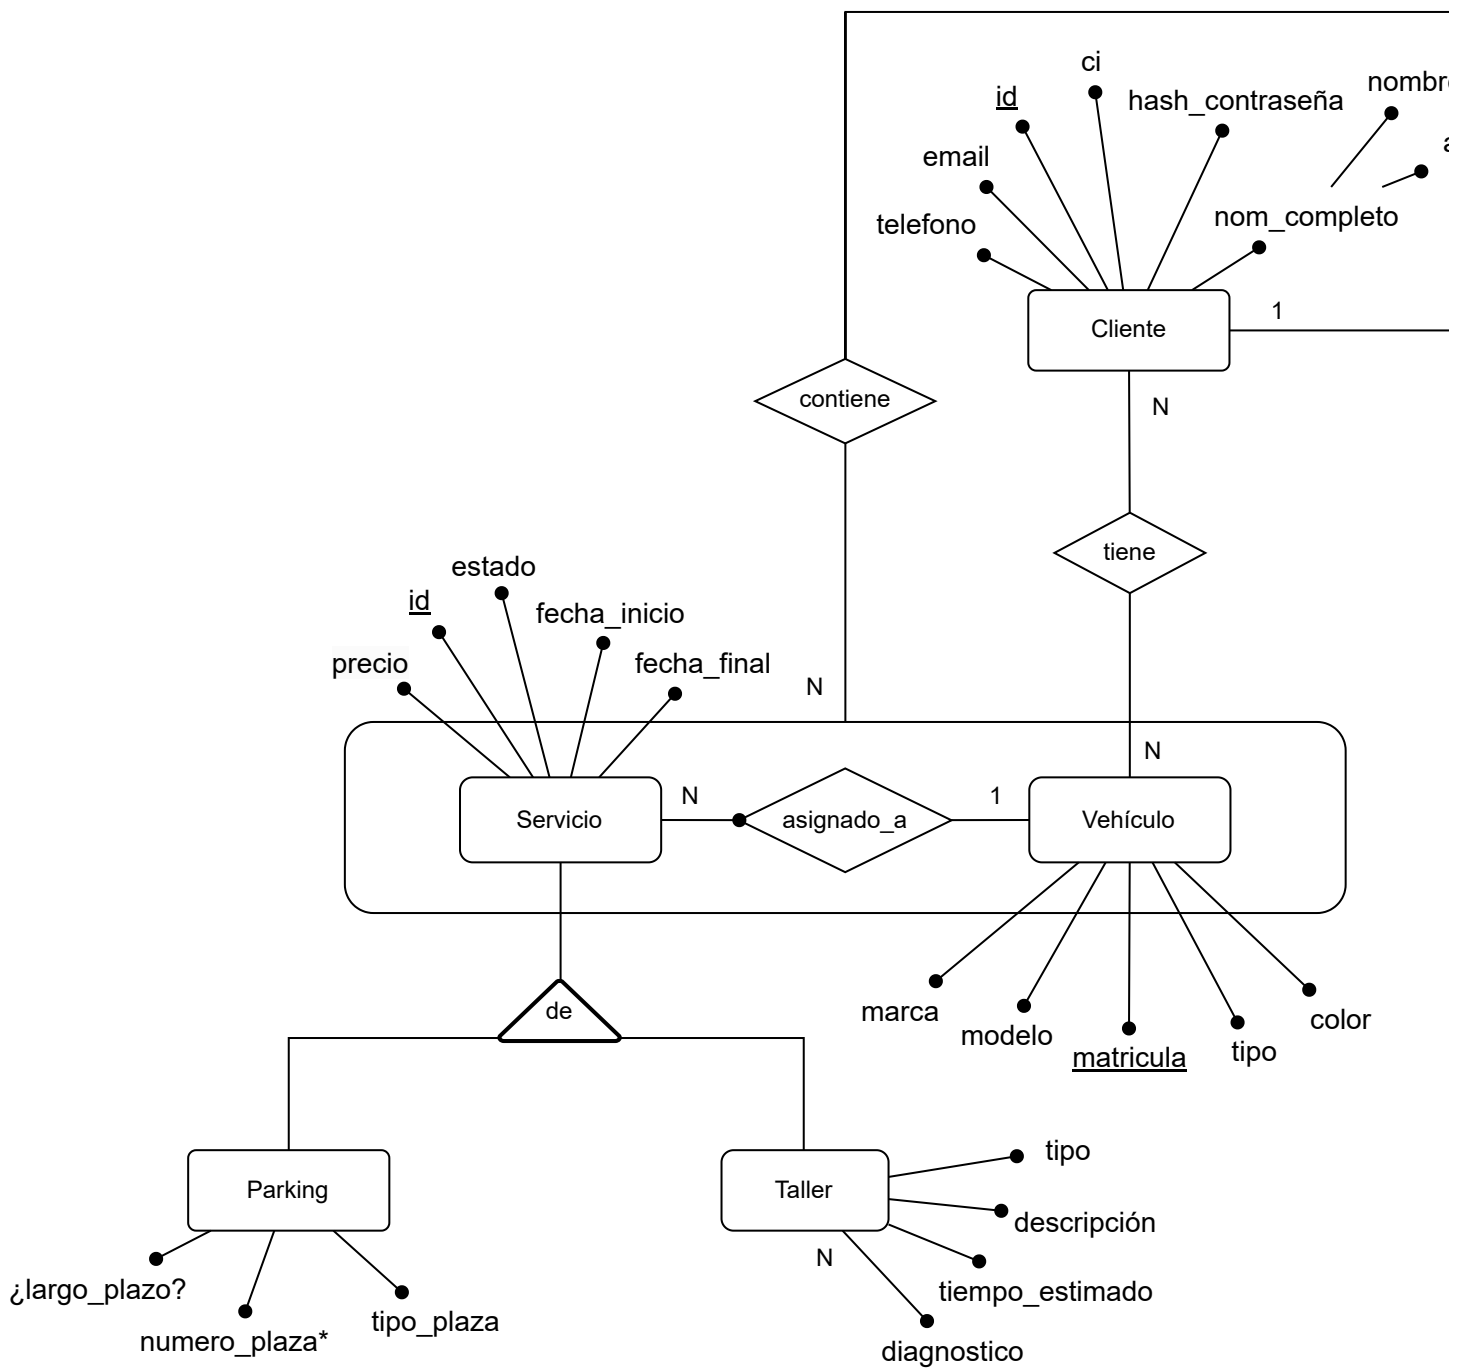 ci
nombre
id
hash_contraseña
email
nom_completo
telefono
1
Cliente
contiene
N
tiene
estado
id
fecha_inicio
precio
fecha_final
N
N
N
1
Servicio
asignado_a
Vehículo
de
marca
color
modelo
tipo
matricula
tipo
Parking
Taller
descripción
N
¿largo_plazo?
tiempo_estimado
tipo_plaza
numero_plaza*
diagnostico